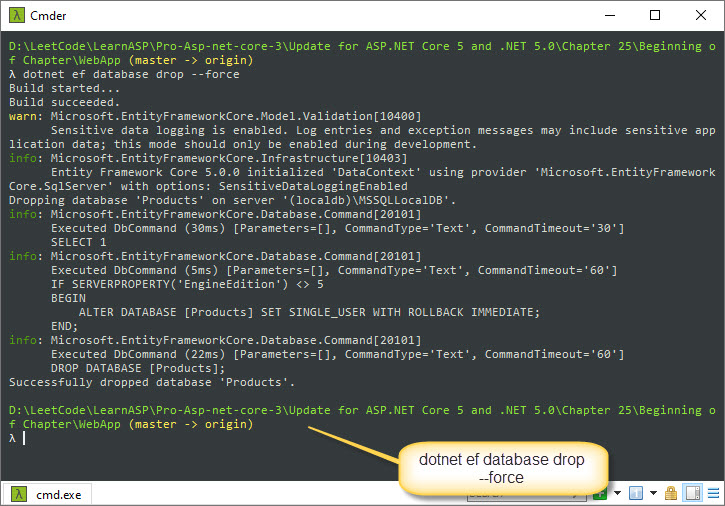 Cmder
D:\LeetCode\LearnASP\Pro-Asp-net-core-3\Update for ASP.NET Core 5 and .NET 5.0\Chapter 25\Beginning o
f Chapter\WebApp (master -> origin)
λ dotnet ef database drop --force
Build started...
Build succeeded.
warn: Microsoft.EntityFrameworkCore.Model.Validation[10400]
      Sensitive data logging is enabled. Log entries and exception messages may include sensitive app
lication data; this mode should only be enabled during development.
info: Microsoft.EntityFrameworkCore.Infrastructure[10403]
      Entity Framework Core 5.0.0 initialized 'DataContext' using provider 'Microsoft.EntityFramework
Core.SqlServer' with options: SensitiveDataLoggingEnabled
Dropping database 'Products' on server '(localdb)\MSSQLLocalDB'.
info: Microsoft.EntityFrameworkCore.Database.Command[20101]
      Executed DbCommand (30ms) [Parameters=[], CommandType='Text', CommandTimeout='30']
      SELECT 1
info: Microsoft.EntityFrameworkCore.Database.Command[20101]
      Executed DbCommand (5ms) [Parameters=[], CommandType='Text', CommandTimeout='60']
      IF SERVERPROPERTY('EngineEdition') <> 5
      BEGIN
          ALTER DATABASE [Products] SET SINGLE_USER WITH ROLLBACK IMMEDIATE;
      END;
info: Microsoft.EntityFrameworkCore.Database.Command[20101]
      Executed DbCommand (22ms) [Parameters=[], CommandType='Text', CommandTimeout='60']
      DROP DATABASE [Products];
Successfully dropped database 'Products'.
D:\LeetCode\LearnASP\Pro-Asp-net-core-3\Update for ASP.NET Core 5 and .NET 5.0\Chapter 25\Beginning o
f Chapter\WebApp (master -> origin)
λ
dotnet ef database drop
--force
cmd.exe